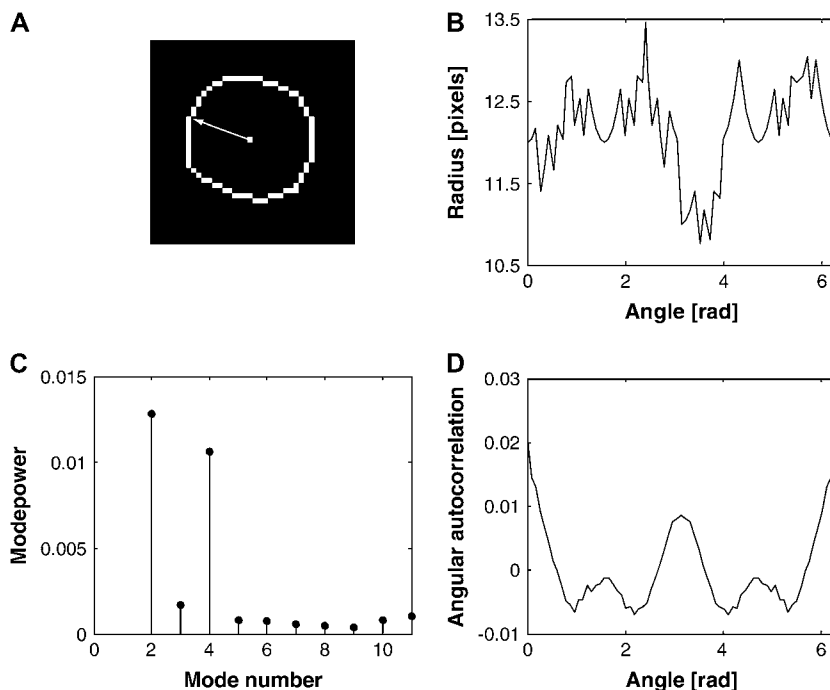 A
B
13.5
12.5
11.5
10.5
Radius [pixels]
0 2 4 6
Angle [rad]
C
0.015
0.01
0.005
0
Modepower
0 2 4 6 8 10
Mode number
D
0.03
0.02
0.01
0
-0.01
Angular autocorrelation
0 2 4 6
Angle [rad]